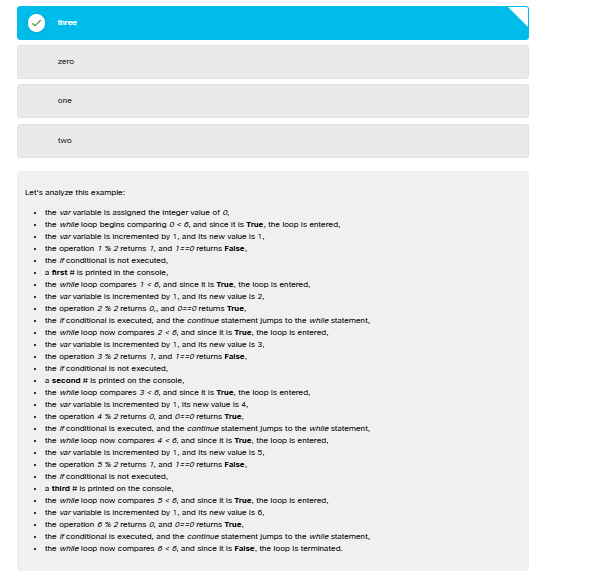 three
zero
one
two
Let's analyze this example:
• the var variable is assigned the integer value of 0,
• the while loop begins comparing 0 < 6, and since it is True, the loop is entered,
• the var variable is incremented by 1, and its new value is 1,
• the operation 1 % 2 returns 1, and 1==0 returns False,
• the if conditional is not executed,
• a first # is printed in the console,
• the while loop compares 1 < 6, and since it is True, the loop is entered,
• the var variable is incremented by 1, and its new value is 2,
• the operation 2 % 2 returns 0,, and 0==0 returns True,
• the if conditional is executed, and the continue statement jumps to the while statement,
• the while loop now compares 2 < 6, and since it is True, the loop is entered,
• the var variable is incremented by 1, and its new value is 3,
• the operation 3 % 2 returns 1, and 1==0 returns False,
• the if conditional is not executed,
• a second # is printed on the console,
• the while loop compares 3 < 6, and since it is True, the loop is entered,
• the var variable is incremented by 1, its new value is 4,
• the operation 4 % 2 returns 0, and 0==0 returns True,
• the if conditional is executed, and the continue statement jumps to the while statement,
• the while loop now compares 4 < 6, and since it is True, the loop is entered,
• the var variable is incremented by 1, and its new value is 5,
• the operation 5 % 2 returns 1, and 1==0 returns False,
• the if conditional is not executed,
• a third # is printed on the console,
• the while loop now compares 5 < 6, and since it is True, the loop is entered,
• the var variable is incremented by 1, and its new value is 6,
• the operation 6 % 2 returns 0, and 0==0 returns True,
• the if conditional is executed, and the continue statement jumps to the while statement,
• the while loop now compares 6 < 6, and since it is False, the loop is terminated.